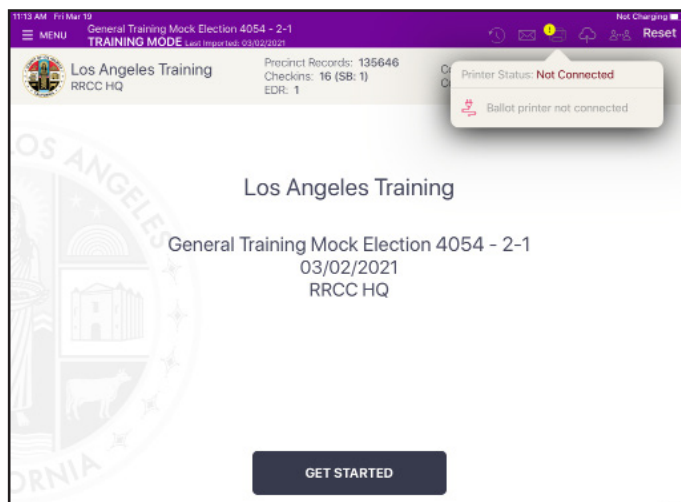 11:13 AM Fri Mar 19
Not Charging
MENU
General Training Mock Election 4054 - 2-1
TRAINING MODE Last Imported: 03/02/2021
Reset
Los Angeles Training
RRCC HQ
Precinct Records: 135646
Checkins: 16 (SB: 1)
EDR: 1
Printer Status: Not Connected
Ballot printer not connected
OS ANGELES
ORNIA
Los Angeles Training
General Training Mock Election 4054 - 2-1
03/02/2021
RRCC HQ
GET STARTED